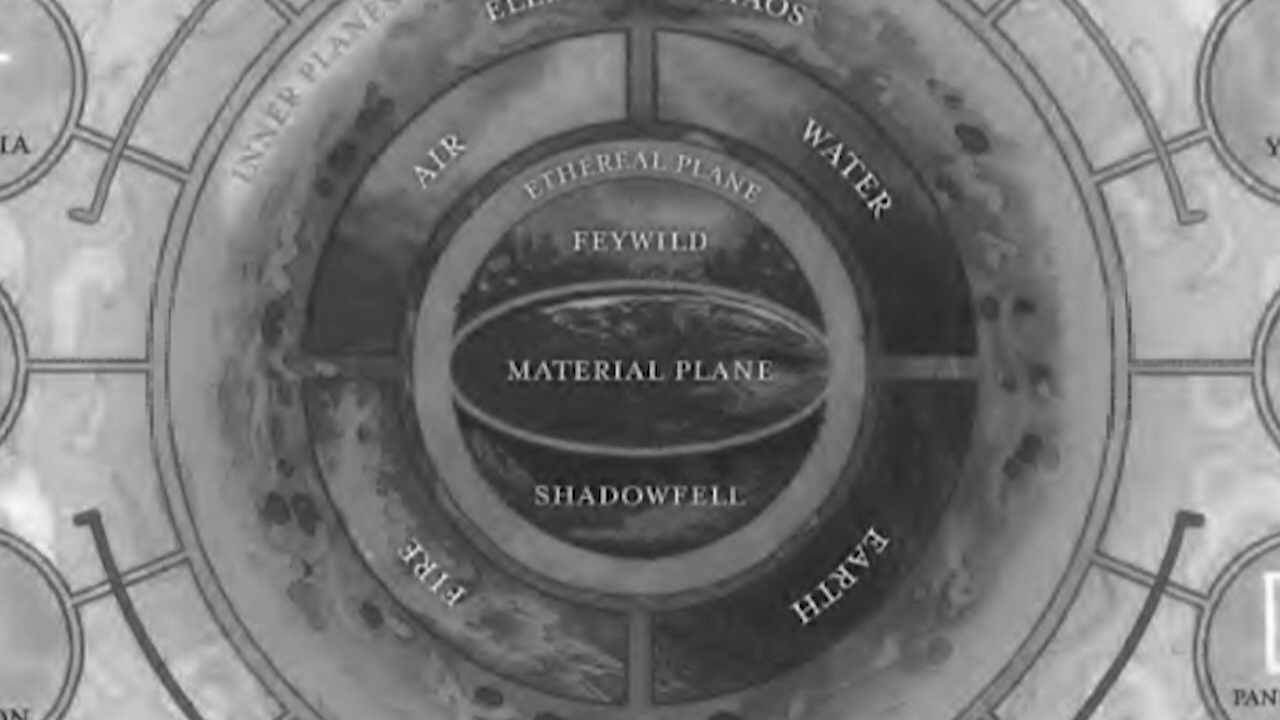 INNER PLANES
AIR
WATER
ETHEREAL PLANE
FEYWILD
MATERIAL PLANE
SHADOWFELL
FIRE
EARTH